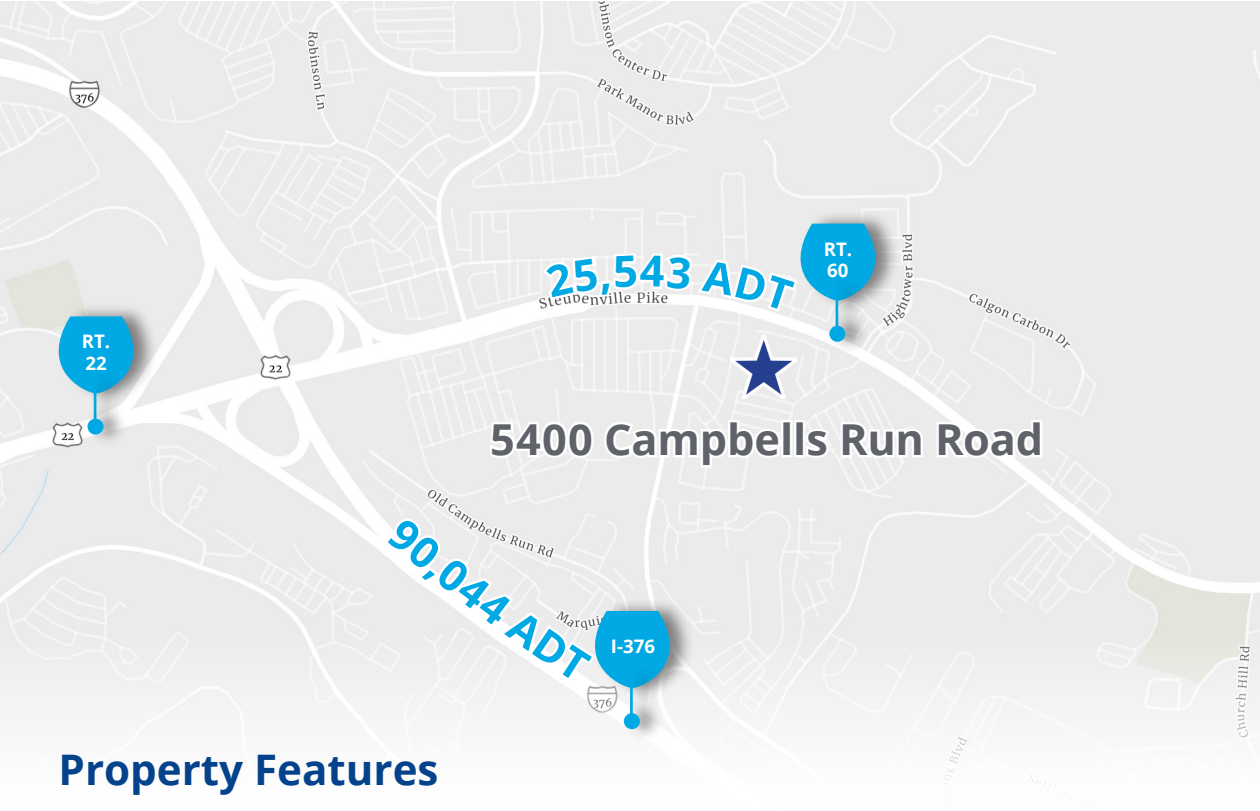 Robinson Ln
Center Dr
Park Manor Blvd
376
Hightower Blvd
RT.
60
25,543 ADT
Steubenville Pike
Calgon Carbon Dr
RT.
22
22
22
5400 Campbells Run Road
Old Campbells Run Rd
90,044 ADT
I-376
376
Church Hill Rd
Blvd
Property Features